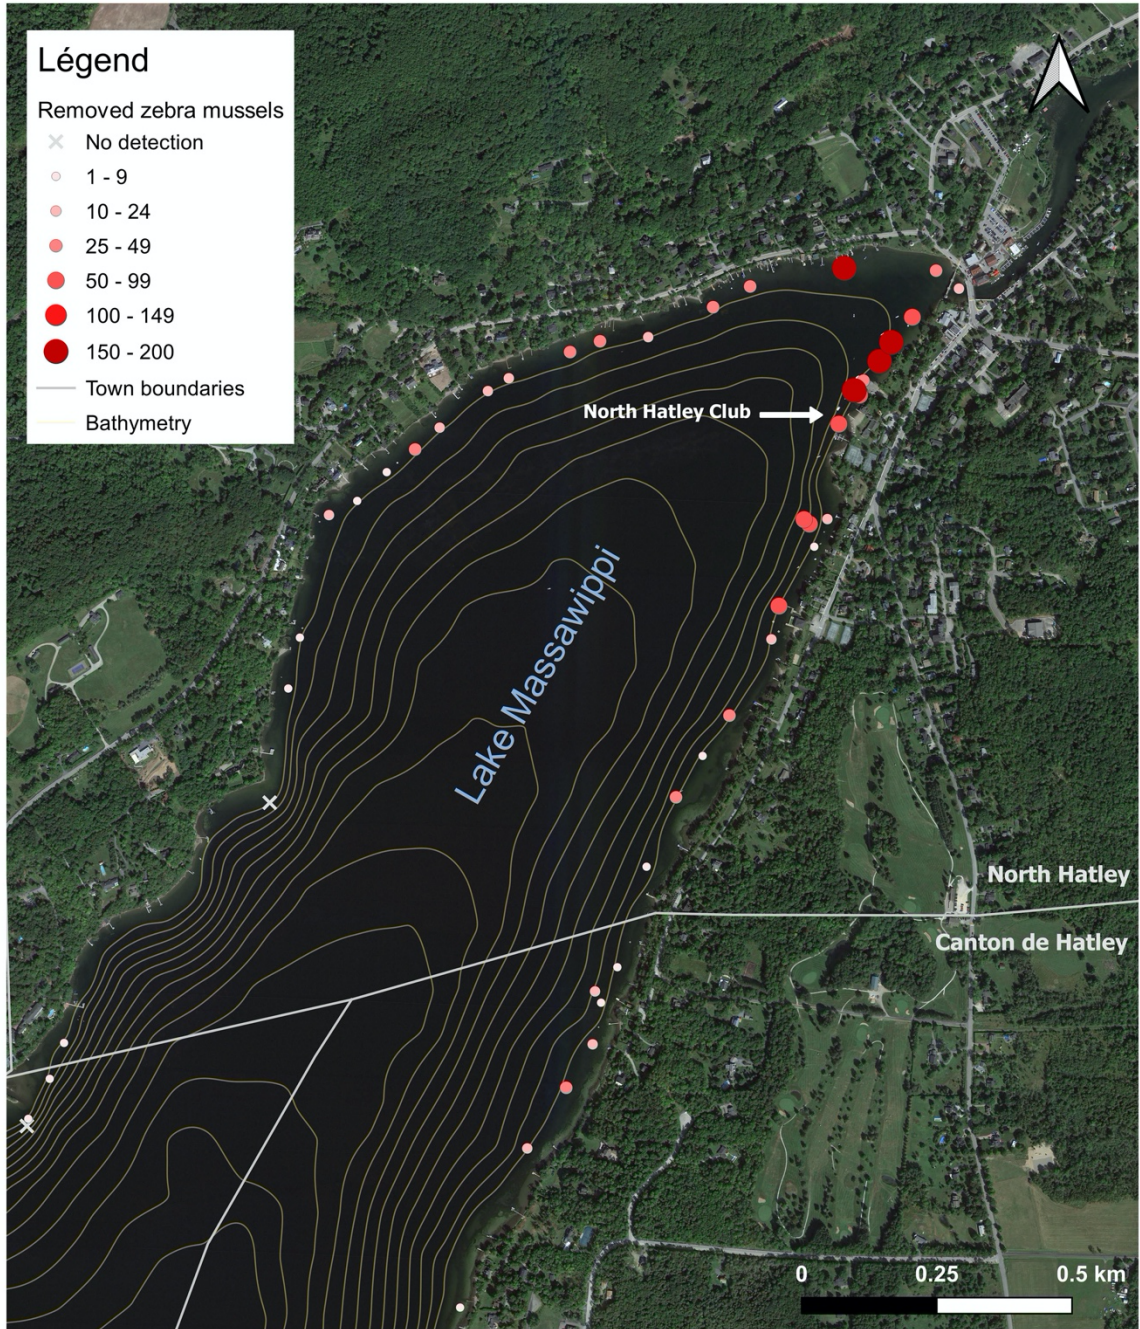 Légend
Removed zebra mussels
No detection
1 - 9
10 - 24
25 - 49
50 - 99
100 - 149
150 - 200
Town boundaries
Bathymetry
North Hatley Club
Lake Massawippi
North Hatley
Canton de Hatley
0 0.25 0.5 km